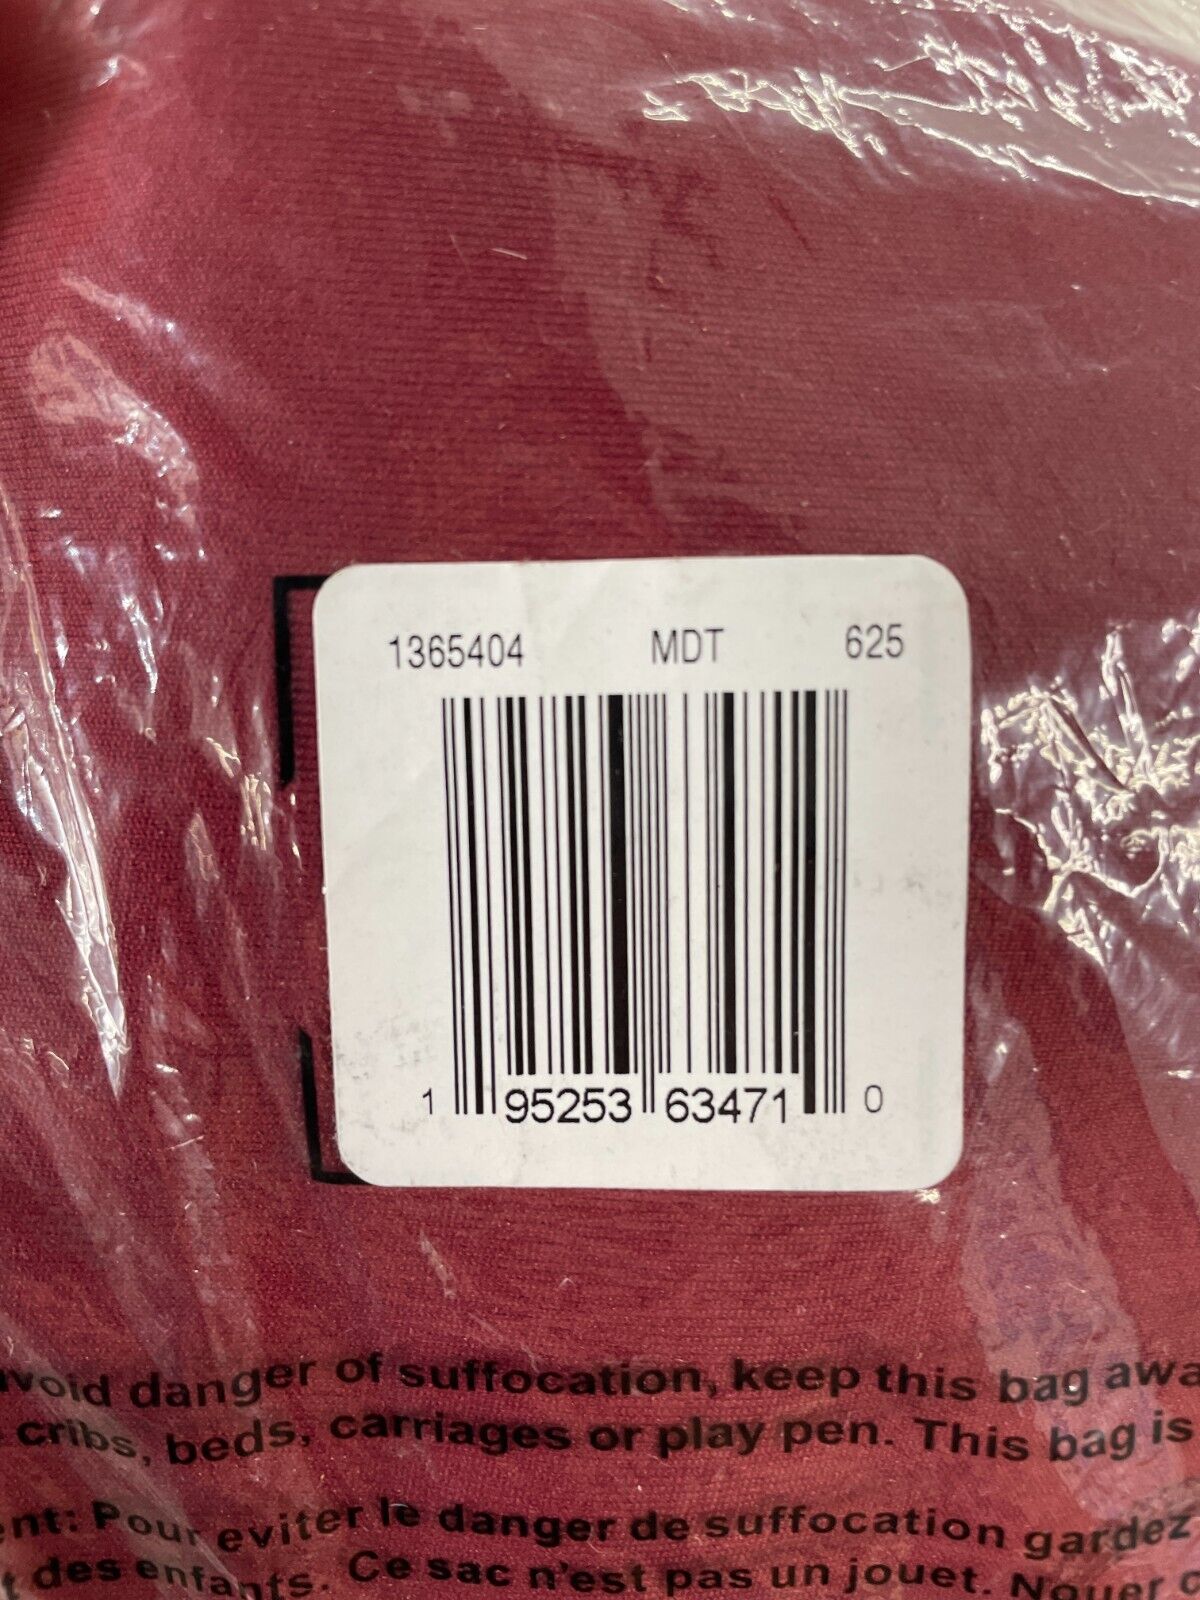 1365404 MDT 625
1 95253 63471 0
avoid danger of suffocation, keep this bag
cribs, beds, carriages or play pen. This bag is
Pour eviter le danger de suffocation gardez
des enfants. Ce sac n'est pas un jouet. Nouer